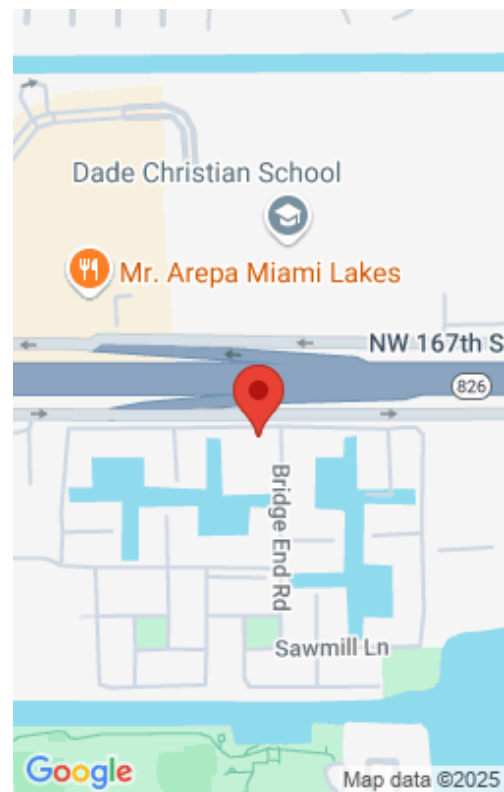 Dade Christian School
Mr. Arepa Miami Lakes
NW 167th S
826
Bridge End Rd
Sawmill Ln
Google
Map data ©2025